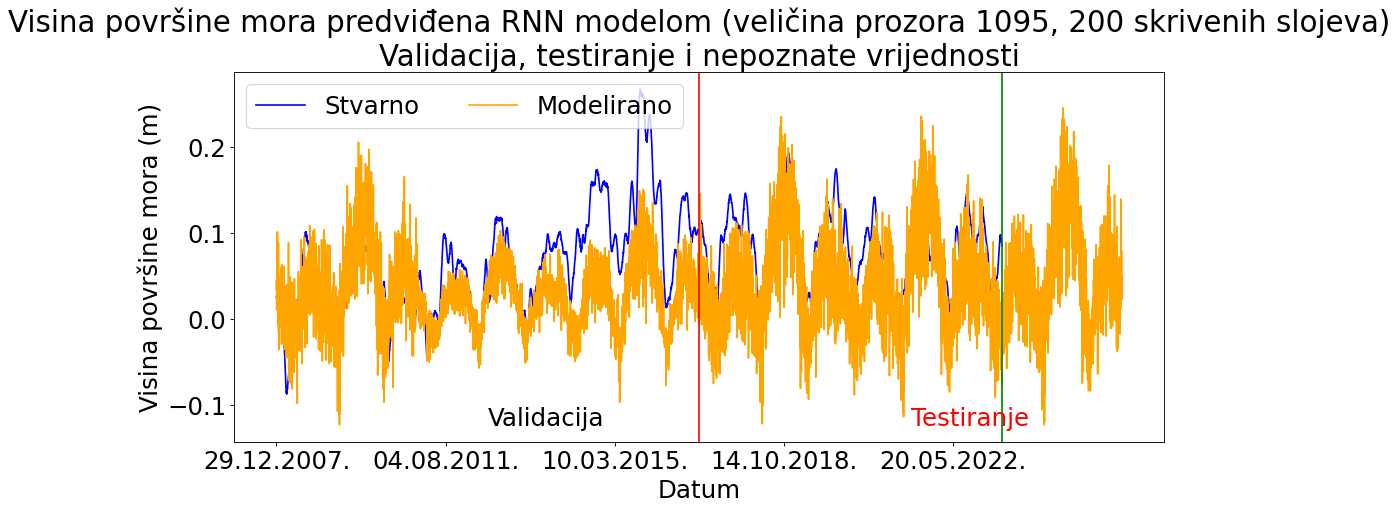 Visina površine mora predviđena RNN modelom (veličina prozora 1095, 200 skrivenih slojeva)
Validacija, testiranje i nepoznate vrijednosti
Stvarno
Modelirano
Visina površine mora (m)
0.2
0.1
0.0
−0.1
Validacija
Testiranje
29.12.2007.
04.08.2011.
10.03.2015.
14.10.2018.
20.05.2022.
Datum